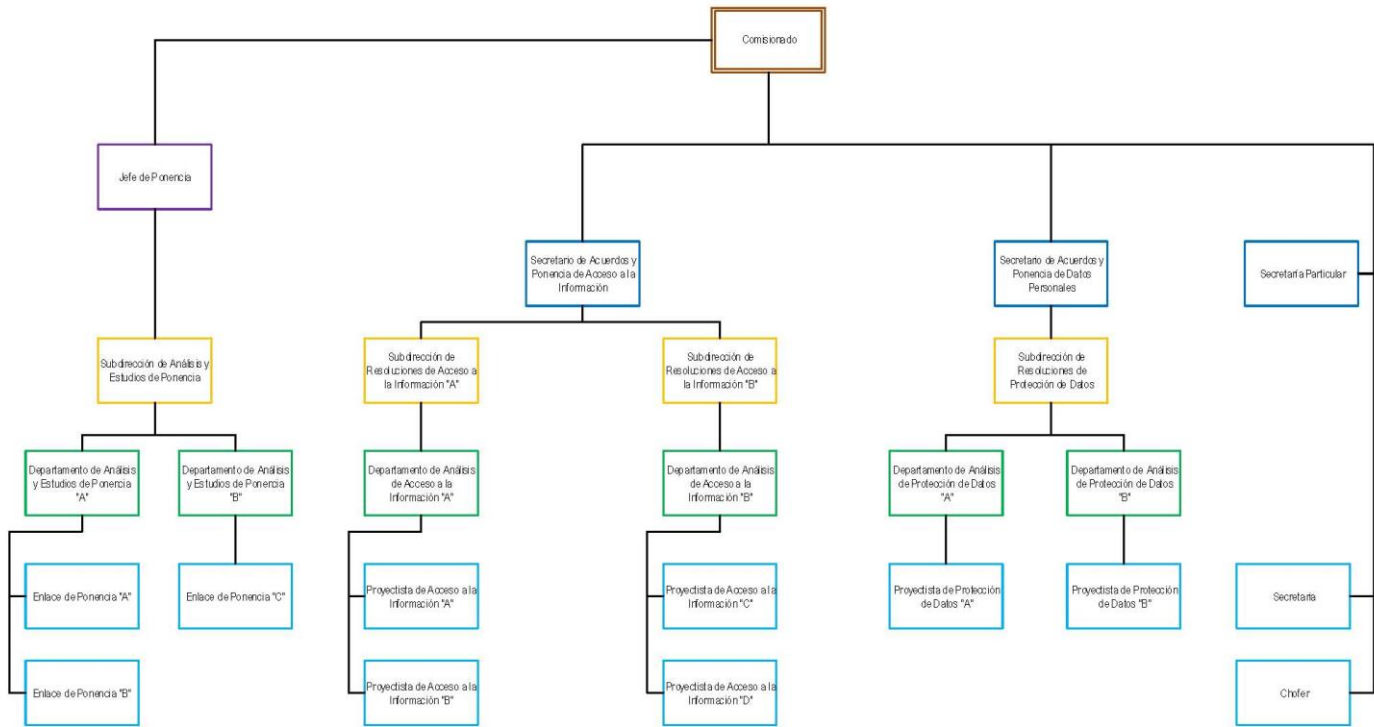 Comisionado
Jefe de Ponencia
Secretario de Acuerdos y
Ponencia de Acceso a la
Información
Secretario de Acuerdos y
Ponencia de Datos
Personales
Secretaría Particular
Subdirección de Análisis y
Estudios de Ponencia
Subdirección de
Resoluciones de Acceso a
la Información "A"
Subdirección de
Resoluciones de Acceso a
la Información "B"
Subdirección de
Resoluciones de
Protección de Datos
Departamento de Análisis
y Estudios de Ponencia
"A"
Departamento de Análisis
y Estudios de Ponencia
"B"
Departamento de Análisis
de Acceso a la
Información "A"
Departamento de Análisis
de Acceso a la
Información "B"
Departamento de Análisis
de Protección de Datos
"A"
Departamento de Análisis
de Protección de Datos
"B"
Enlace de Ponencia "A"
Enlace de Ponencia "C"
Proyectista de Acceso a la
Información "A"
Proyectista de Acceso a la
Información "C"
Proyectista de Protección
de Datos "A"
Proyectista de Protección
de Datos "B"
Secretaria
Enlace de Ponencia "B"
Proyectista de Acceso a la
Información "B"
Proyectista de Acceso a la
Información "D"
Chofer